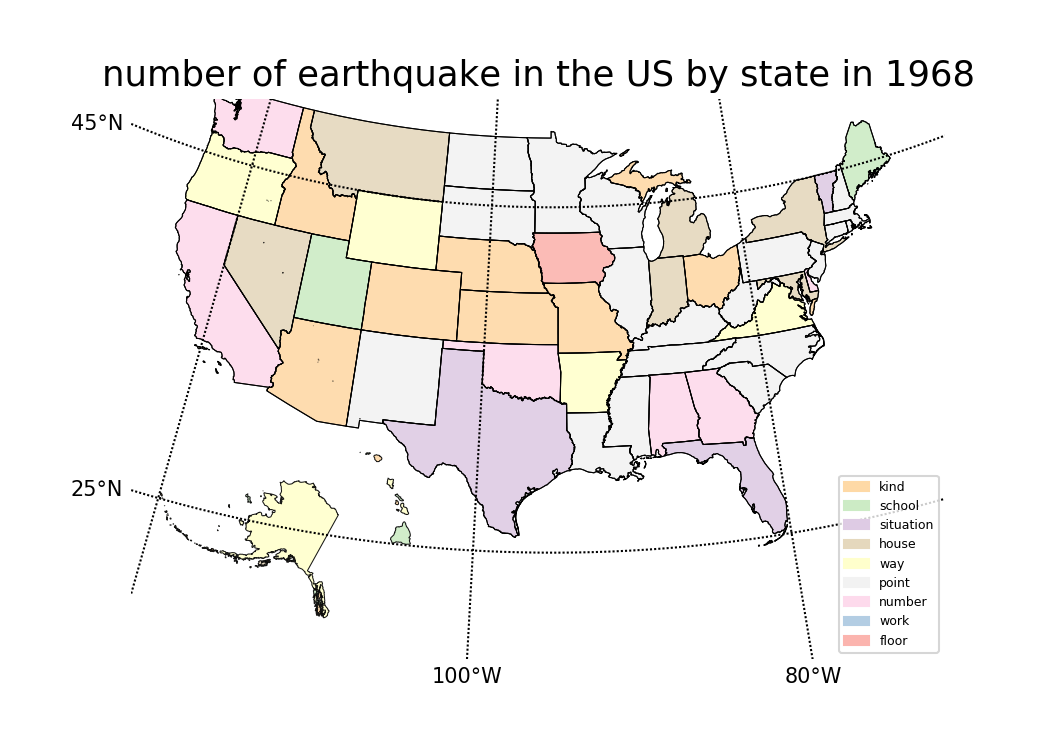 number of earthquake in the US by state in 1968
45°N
25°N
kind
school
situation
house
way
point
number
work
floor
100°W
80°W